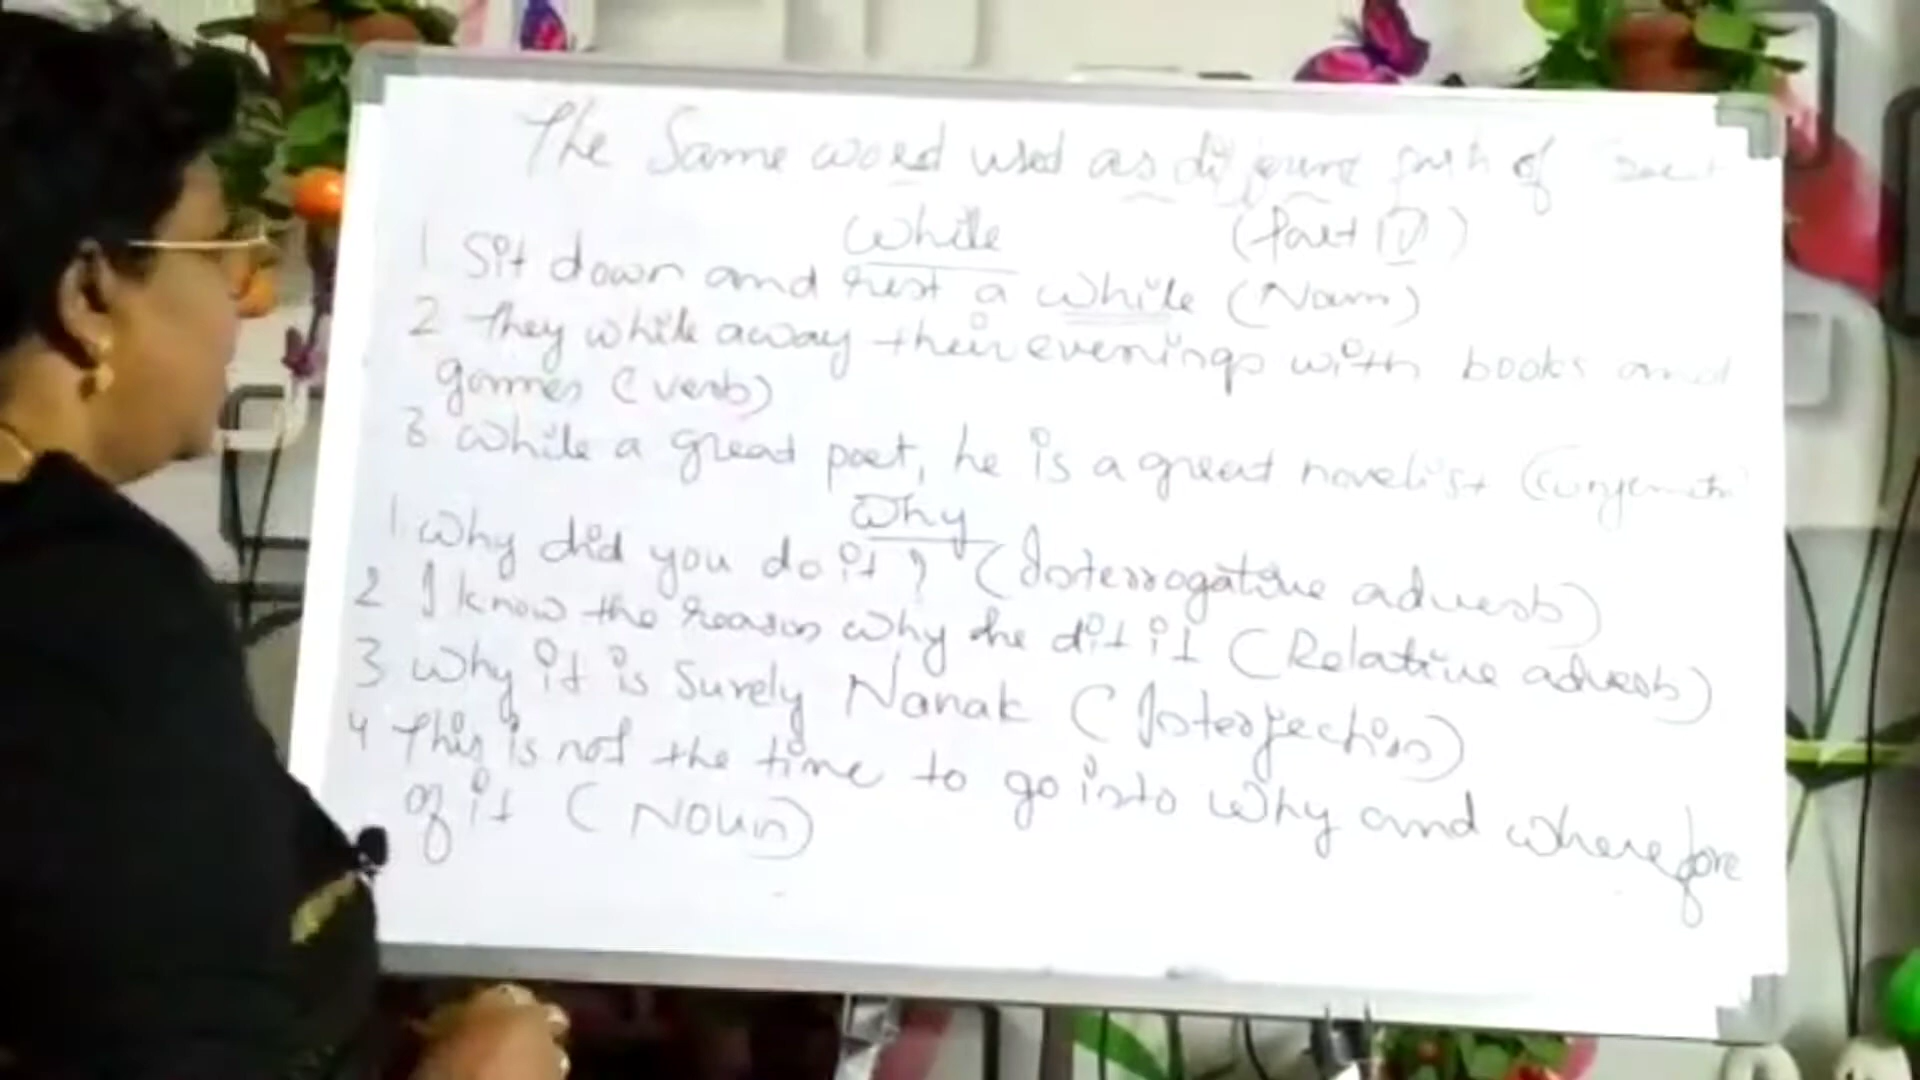 The Same word used as different parts of
while (Part IV)
1 Sit down and rest a while (Noun)
2 They while away their evenings with books and
games (verb)
3 while a great poet, he is a great novelist (Conjunction
why
1 why did you do it ? (Interrogative adverb)
2 I know the reason why he dit it (Relative adverb)
3 why it is Surely Nanak (Interjection)
4 This is not the time to go into why and wherefore
of it (Noun)